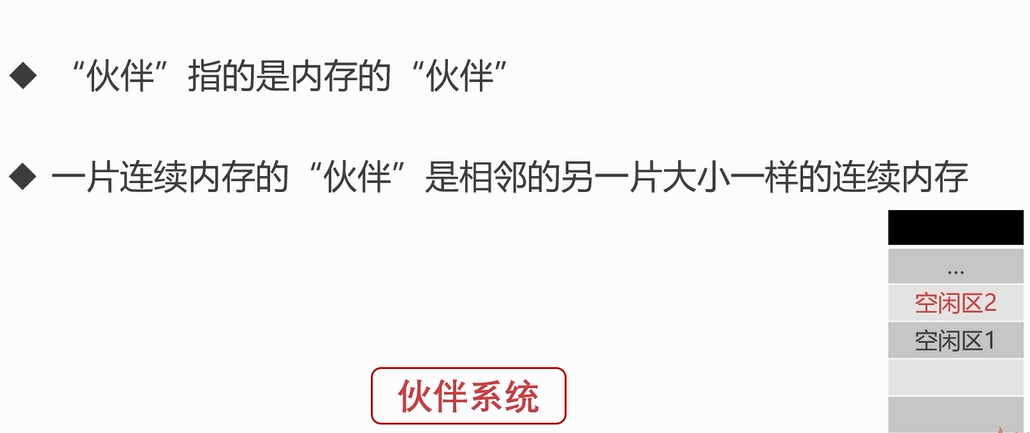 “伙伴”指的是内存的“伙伴”
一片连续内存的“伙伴”是相邻的另一片大小一样的连续内存
...
空闲区2
空闲区1
伙伴系统